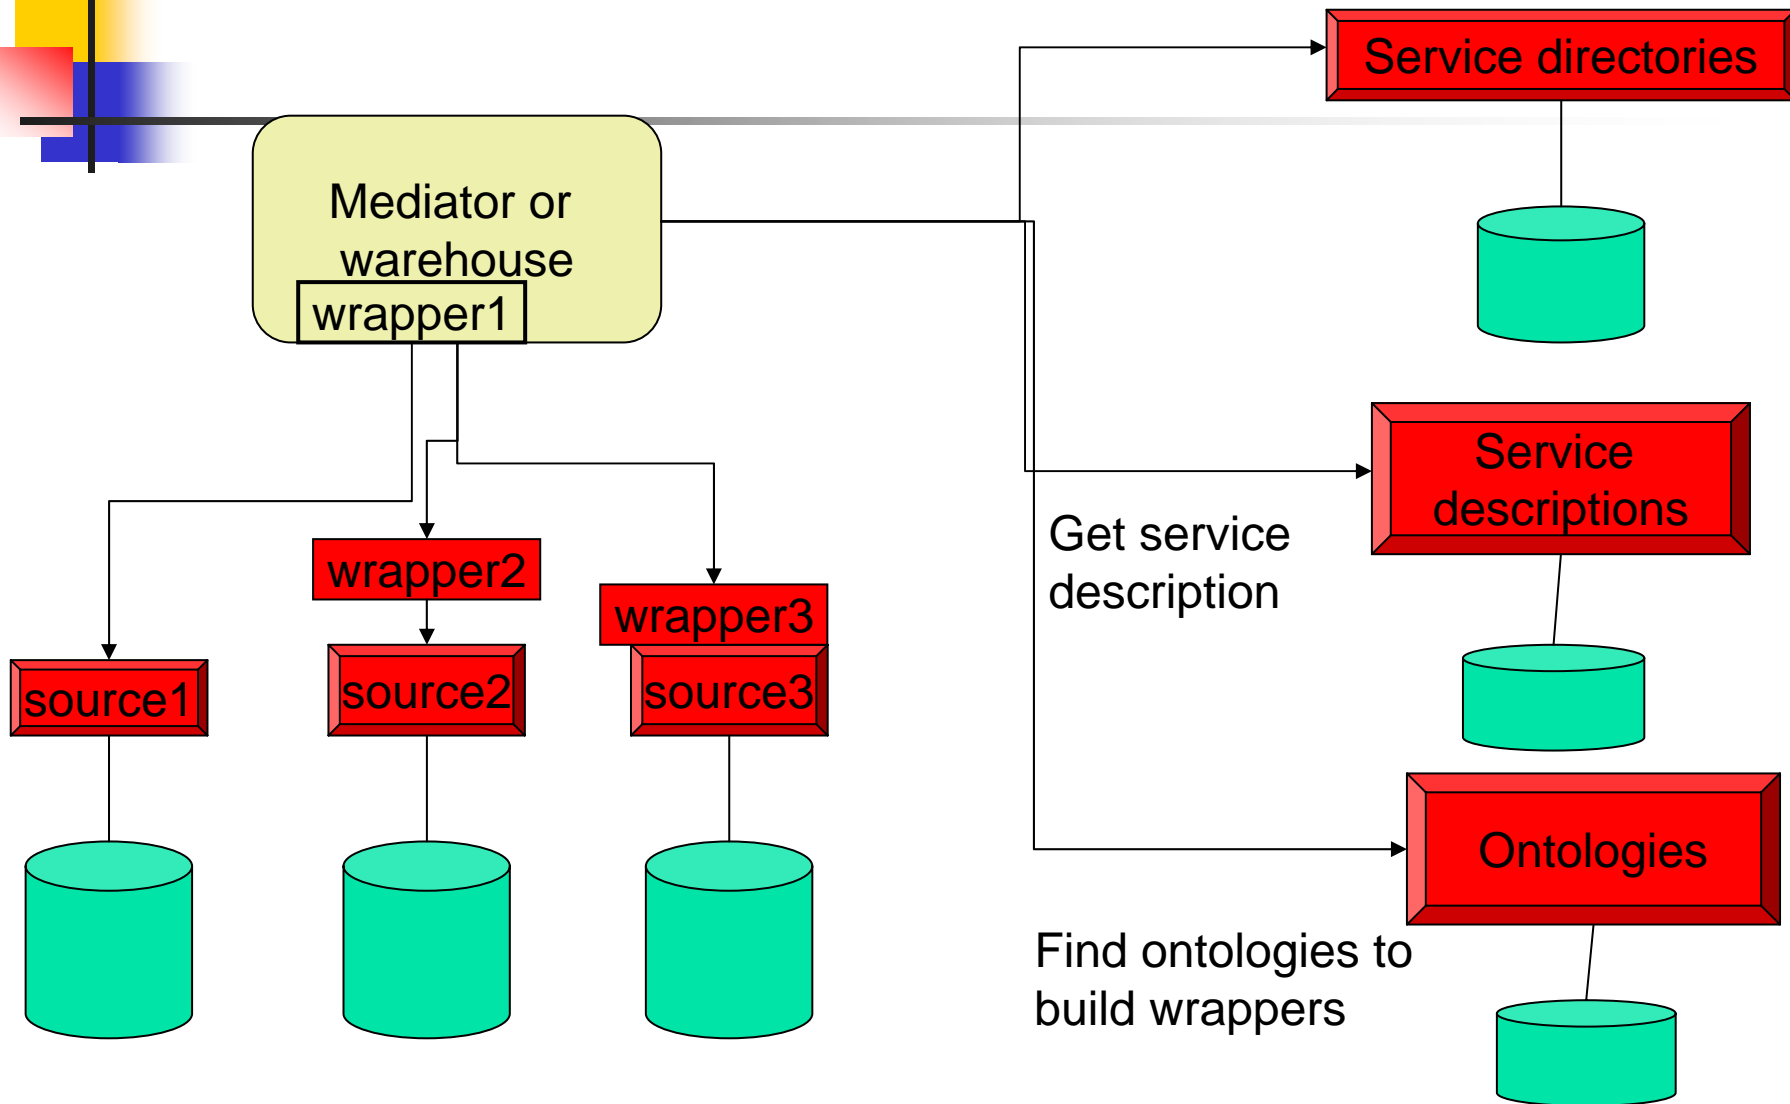 Service directories
Mediator or
warehouse
wrapper1
Service
descriptions
Get service
description
wrapper2
wrapper3
source1
source2
source3
Ontologies
Find ontologies to
build wrappers